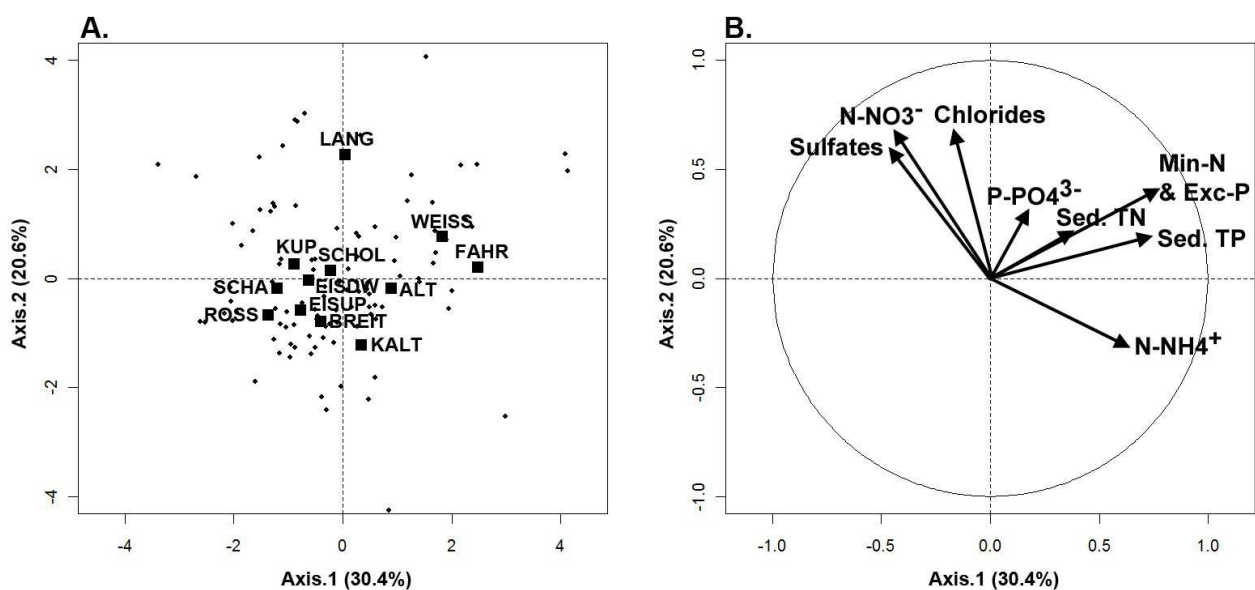 A.
4
2
0
-2
-4
Axis.2 (20.6%)
LANG
WEISS
FAHR
KUP
SCHOL
SCHA
EISDW
ALT
EISUP
ROSS
BREIT
KALT
-4
-2
0
2
4
Axis.1 (30.4%)
B.
1.0
0.5
0.0
-0.5
-1.0
Axis.2 (20.6%)
N-NO3-
Chlorides
Sulfates
Min-N
& Exc-P
P-PO43-
Sed. TN
Sed. TP
N-NH4+
-1.0
-0.5
0.0
0.5
1.0
Axis.1 (30.4%)